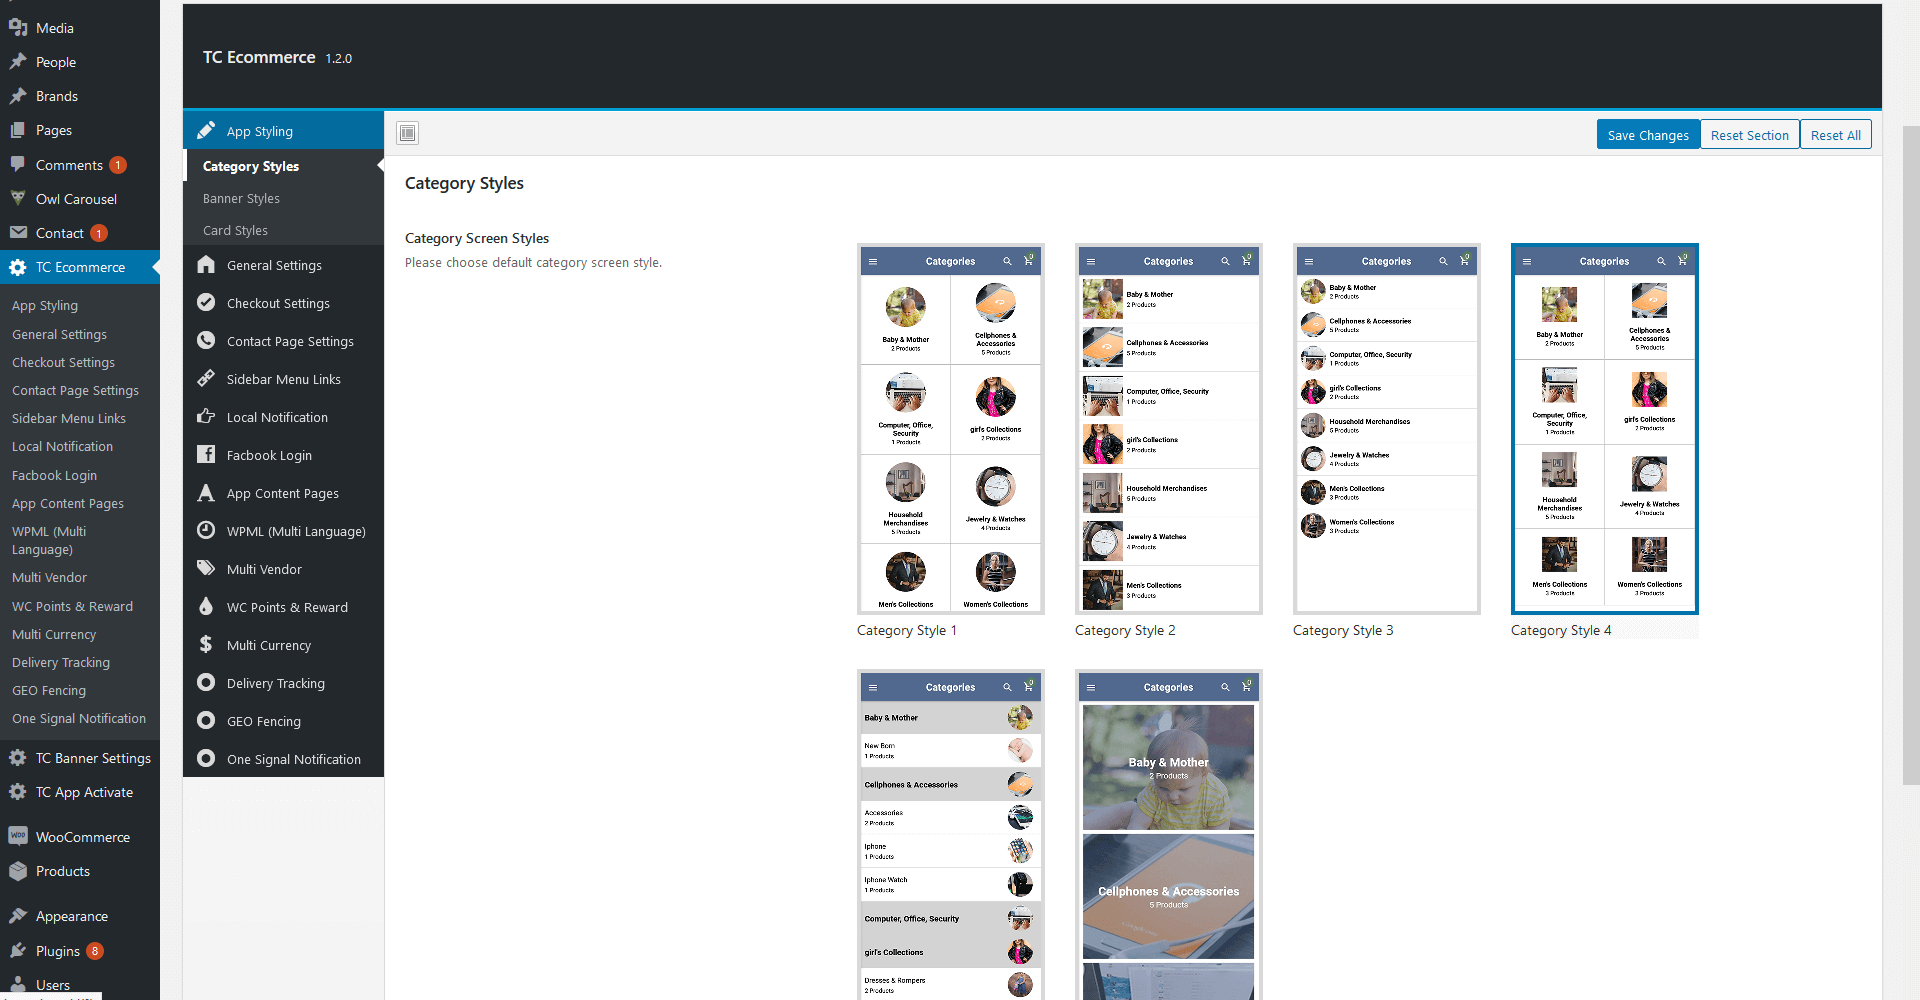 Media
People
Brands
Pages
Comments 1
Owl Carousel
Contact 1
TC Ecommerce
App Styling
General Settings
Checkout Settings
Contact Page Settings
Sidebar Menu Links
Local Notification
Facbook Login
App Content Pages
WPML (Multi
Language)
Multi Vendor
WC Points & Reward
Multi Currency
Delivery Tracking
GEO Fencing
One Signal Notification
TC Banner Settings
TC App Activate
WooCommerce
Products
Appearance
Plugins 8
Users
TC Ecommerce 1.2.0
App Styling
Category Styles
Banner Styles
Card Styles
General Settings
Checkout Settings
Contact Page Settings
Sidebar Menu Links
Local Notification
Facbook Login
App Content Pages
WPML (Multi Language)
Multi Vendor
WC Points & Reward
Multi Currency
Delivery Tracking
GEO Fencing
One Signal Notification
Save Changes
Reset Section
Reset All
Category Styles
Category Screen Styles
Please choose default category screen style.
Categories 0
Baby & Mother
2 Products
Cellphones &
Accessories
5 Products
Computer, Office,
Security
1 Products
girl's Collections
2 Products
Household
Merchandises
5 Products
Jewelry & Watches
4 Products
Men's Collections
Women's Collections
Category Style 1
Categories 0
Baby & Mother
2 Products
Cellphones & Accessories
5 Products
Computer, Office, Security
1 Products
girl's Collections
2 Products
Household Merchandises
5 Products
Jewelry & Watches
4 Products
Men's Collections
3 Products
Category Style 2
Categories 0
Baby & Mother
2 Products
Cellphones & Accessories
5 Products
Computer, Office, Security
1 Products
girl's Collections
2 Products
Household Merchandises
5 Products
Jewelry & Watches
4 Products
Men's Collections
3 Products
Women's Collections
3 Products
Category Style 3
Categories 0
Baby & Mother
2 Products
Cellphones &
Accessories
5 Products
Computer, Office,
Security
1 Products
girl's Collections
2 Products
Household
Merchandises
5 Products
Jewelry & Watches
4 Products
Men's Collections
3 Products
Women's Collections
3 Products
Category Style 4
Categories 0
Baby & Mother
New Born
1 Products
Cellphones & Accessories
Accessories
2 Products
Iphone
1 Products
Iphone Watch
1 Products
Computer, Office, Security
girl's Collections
Dresses & Rompers
2 Products
Categories 0
Baby & Mother
2 Products
Cellphones & Accessories
5 Products